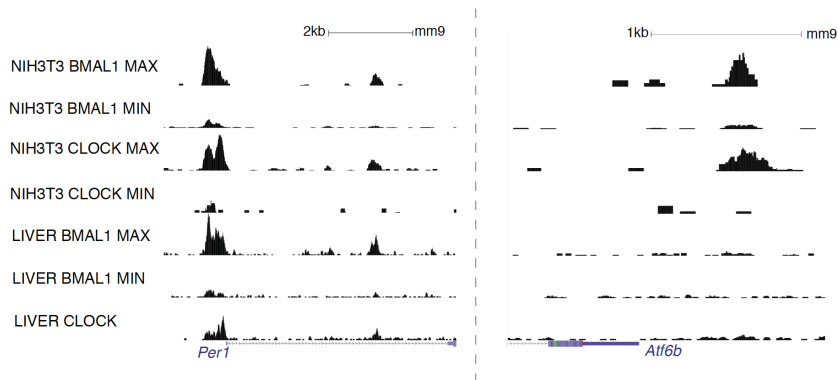 2kb mm9
1kb mm9
NIH3T3 BMAL1 MAX
NIH3T3 BMAL1 MIN
NIH3T3 CLOCK MAX
NIH3T3 CLOCK MIN
LIVER BMAL1 MAX
LIVER BMAL1 MIN
LIVER CLOCK
Per1
Atf6b